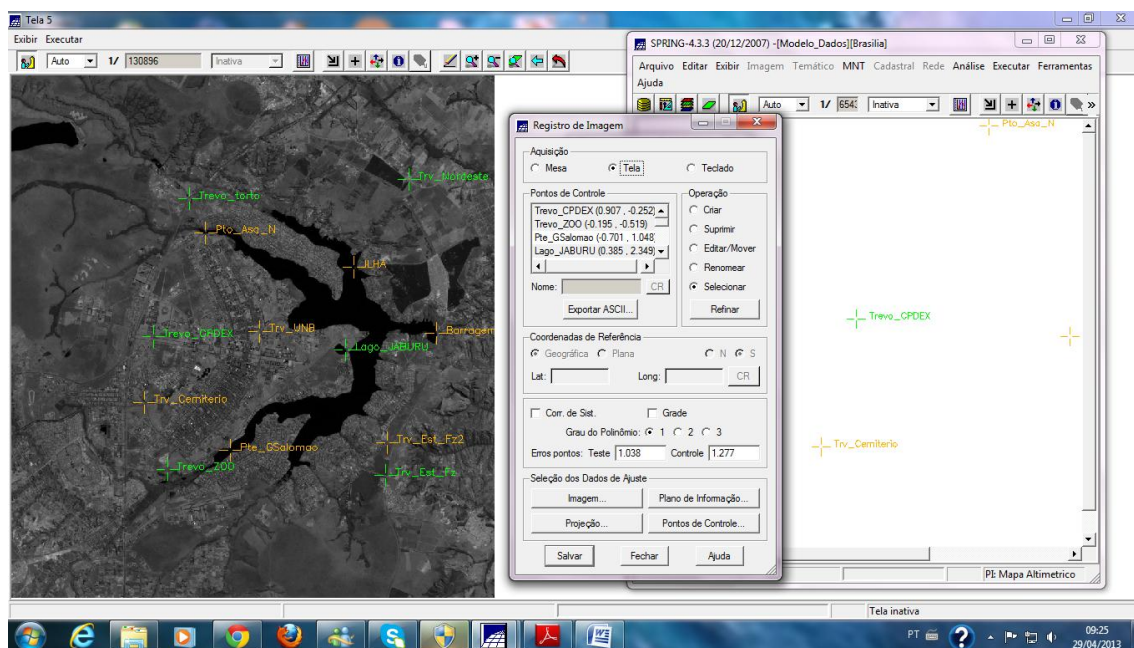 Tela 5
Exibir Executar
Auto 1/ 130896 Inativa
Trv_Nordeste
Trevo_torto
Pto_Asa_N
ILHA
Trevo_CPDEX
Trv_UNB
Barragem
Lago_JABURU
Trv_Cemiterio
Pte_GSalomao
Trv_Est_Fz2
Trevo_ZOO
Trv_Est_Fz
SPRING-4.3.3 (20/12/2007) -[Modelo_Dados][Brasilia]
Arquivo Editar Exibir Imagem Temático MNT Cadastral Rede Análise Executar Ferramentas
Ajuda
Auto 1/ 654: Inativa »
Pto_Asa_N
Trevo_CPDEX
Trv_Cemiterio
PI: Mapa Altimetrico
Registro de Imagem
Aquisição
Mesa Tela Teclado
Pontos de Controle
Trevo_CPDEX (0.907 , -0.252)
Trevo_ZOO (-0.195 , -0.519)
Pte_GSalomao (-0.701 , 1.048)
Lago_JABURU (0.385 , 2.349)
Nome: CR
Exportar ASCII...
Operação
Criar
Suprimir
Editar/Mover
Renomear
Selecionar
Refinar
Coordenadas de Referência
Geográfica Plana N S
Lat: Long: CR
Corr. de Sist. Grade
Grau do Polinômio: 1 2 3
Erros pontos: Teste 1.038 Controle 1.277
Seleção dos Dados de Ajuste
Imagem... Plano de Informação...
Projeção... Pontos de Controle...
Salvar Fechar Ajuda
Tela inativa
PT
09:25
29/04/2013